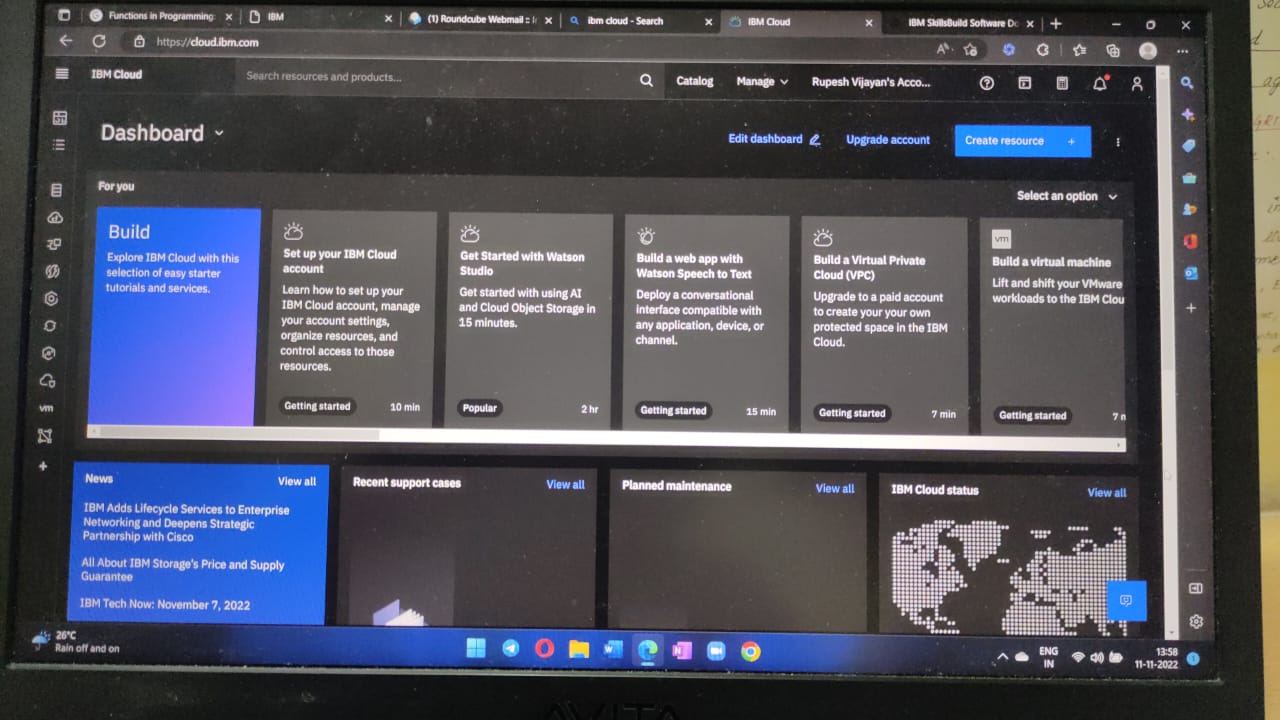 Functions in Programming
IBM
(1) Roundcube Webmail ::
ibm cloud - Search
IBM Cloud
IBM SkillsBuild Software De
https://cloud.ibm.com
IBM Cloud
Search resources and products...
Catalog
Manage
Rupesh Vijayan's Acco...
Dashboard
Edit dashboard
Upgrade account
Create resource +
For you
Select an option
Build
Explore IBM Cloud with this
selection of easy starter
tutorials and services.
Set up your IBM Cloud
account
Learn how to set up your
IBM Cloud account, manage
your account settings,
organize resources, and
control access to those
resources.
Getting started
10 min
Get Started with Watson
Studio
Get started with using AI
and Cloud Object Storage in
15 minutes.
Popular
2 hr
Build a web app with
Watson Speech to Text
Deploy a conversational
interface compatible with
any application, device, or
channel.
Getting started
15 min
Build a Virtual Private
Cloud (VPC)
Upgrade to a paid account
to create your your own
protected space in the IBM
Cloud.
Getting started
7 min
vm
Build a virtual machine
Lift and shift your VMware
workloads to the IBM Clou
Getting started
7 n
vm
News
View all
IBM Adds Lifecycle Services to Enterprise
Networking and Deepens Strategic
Partnership with Cisco
All About IBM Storage's Price and Supply
Guarantee
IBM Tech Now: November 7, 2022
Recent support cases
View all
Planned maintenance
View all
IBM Cloud status
View all
26°C
Rain off and on
ENG
IN
13:58
11-11-2022
AVITA